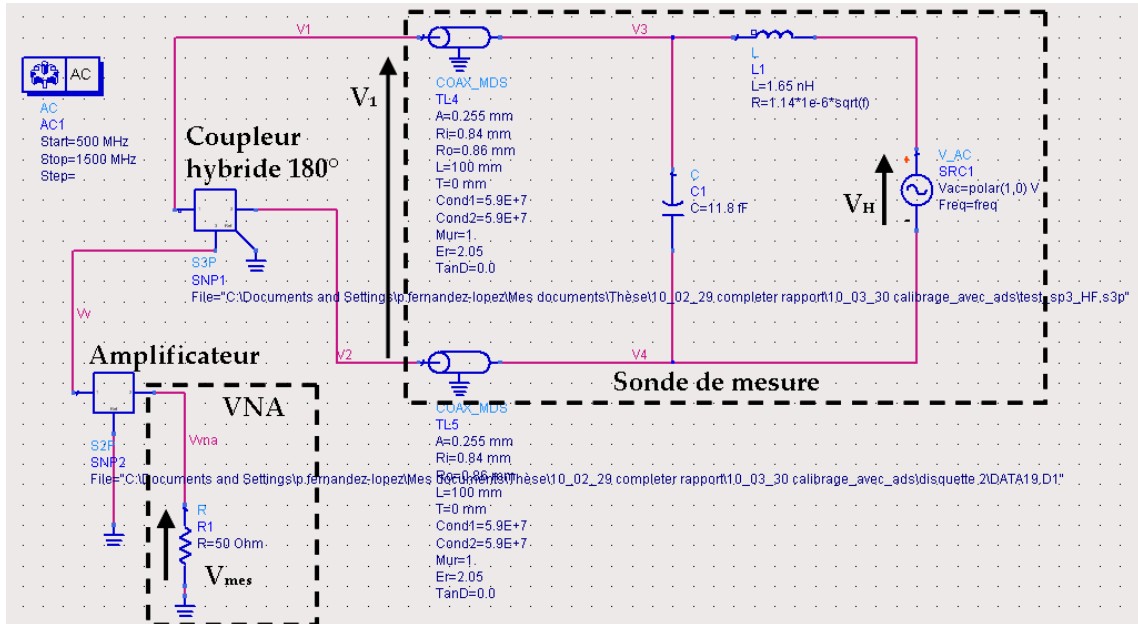 V1
V3
AC
AC
AC1
Start=500 MHz
Stop=1500 MHz
Step=
V₁
Coupleur
hybride 180°
S3P
SNP1
File="C:\Documents and Settings\p.fernandez-lopez\Mes documents\Thèse\10_02_29 completer rapport\10_03_30 calibrage_avec_ads\test_sp3_HF.s3p"
Ref
COAX_MDS
TL4
A=0.255 mm
Ri=0.84 mm
Ro=0.86 mm
L=100 mm
T=0 mm
Cond1=5.9E+7
Cond2=5.9E+7
Mur=1.
Er=2.05
TanD=0.0
L
L1
L=1.65 nH
R=1.14*1e-6*sqrt(f)
C
C1
C=11.8 fF
V_H
+
-
V_AC
SRC1
Vac=polar(1,0) V
Freq=freq
W
V2
V4
Sonde de mesure
Amplificateur
VNA
Ref
S2P
SNP2
File="C:\Documents and Settings\p.fernandez-lopez\Mes documents\Thèse\10_02_29 completer rapport\10_03_30 calibrage_avec_ads\disquette 2\DATA19.D1"
Vvna
R
R1
R=50 Ohm
V_mes
COAX_MDS
TL5
A=0.255 mm
Ri=0.84 mm
Ro=0.86 mm
L=100 mm
T=0 mm
Cond1=5.9E+7
Cond2=5.9E+7
Mur=1.
Er=2.05
TanD=0.0